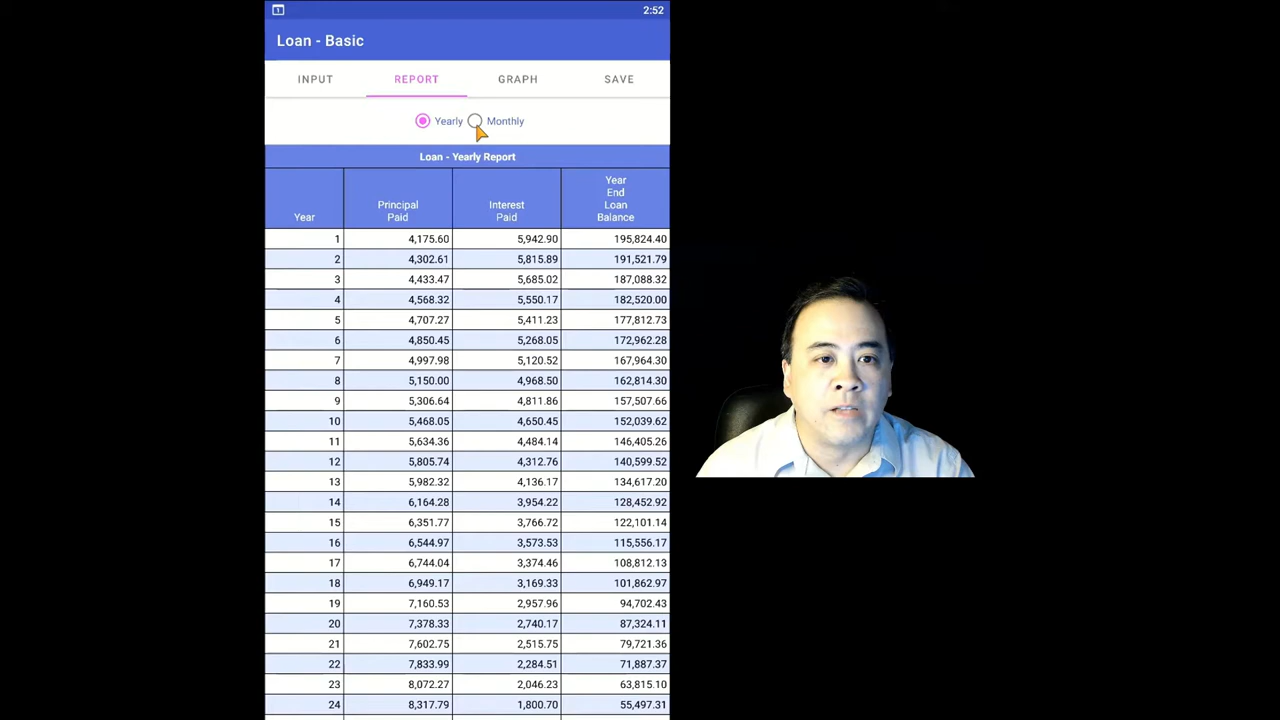 1 2:52
Loan - Basic
INPUT REPORT GRAPH SAVE
Yearly Monthly
Loan - Yearly Report
Year Principal Paid Interest Paid Year End Loan Balance
1 4,175.60 5,942.90 195,824.40
2 4,302.61 5,815.89 191,521.79
3 4,433.47 5,685.02 187,088.32
4 4,568.32 5,550.17 182,520.00
5 4,707.27 5,411.23 177,812.73
6 4,850.45 5,268.05 172,962.28
7 4,997.98 5,120.52 167,964.30
8 5,150.00 4,968.50 162,814.30
9 5,306.64 4,811.86 157,507.66
10 5,468.05 4,650.45 152,039.62
11 5,634.36 4,484.14 146,405.26
12 5,805.74 4,312.76 140,599.52
13 5,982.32 4,136.17 134,617.20
14 6,164.28 3,954.22 128,452.92
15 6,351.77 3,766.72 122,101.14
16 6,544.97 3,573.53 115,556.17
17 6,744.04 3,374.46 108,812.13
18 6,949.17 3,169.33 101,862.97
19 7,160.53 2,957.96 94,702.43
20 7,378.33 2,740.17 87,324.11
21 7,602.75 2,515.75 79,721.36
22 7,833.99 2,284.51 71,887.37
23 8,072.27 2,046.23 63,815.10
24 8,317.79 1,800.70 55,497.31